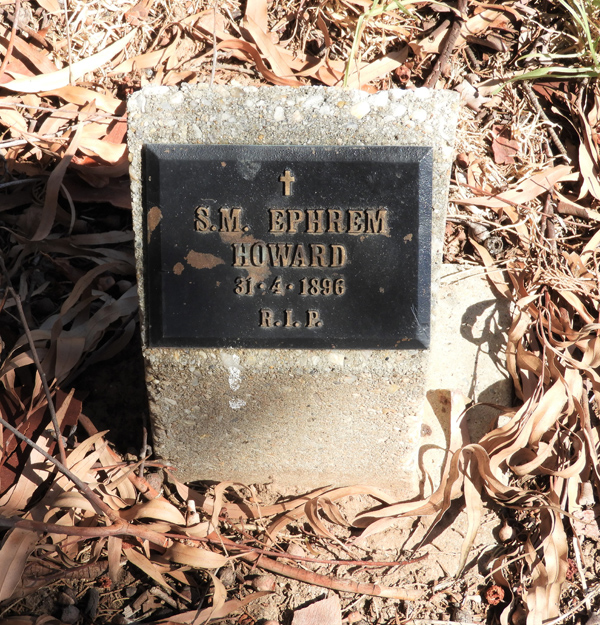 S.M. EPHREM
HOWARD
31·4·1896
R.I.P.